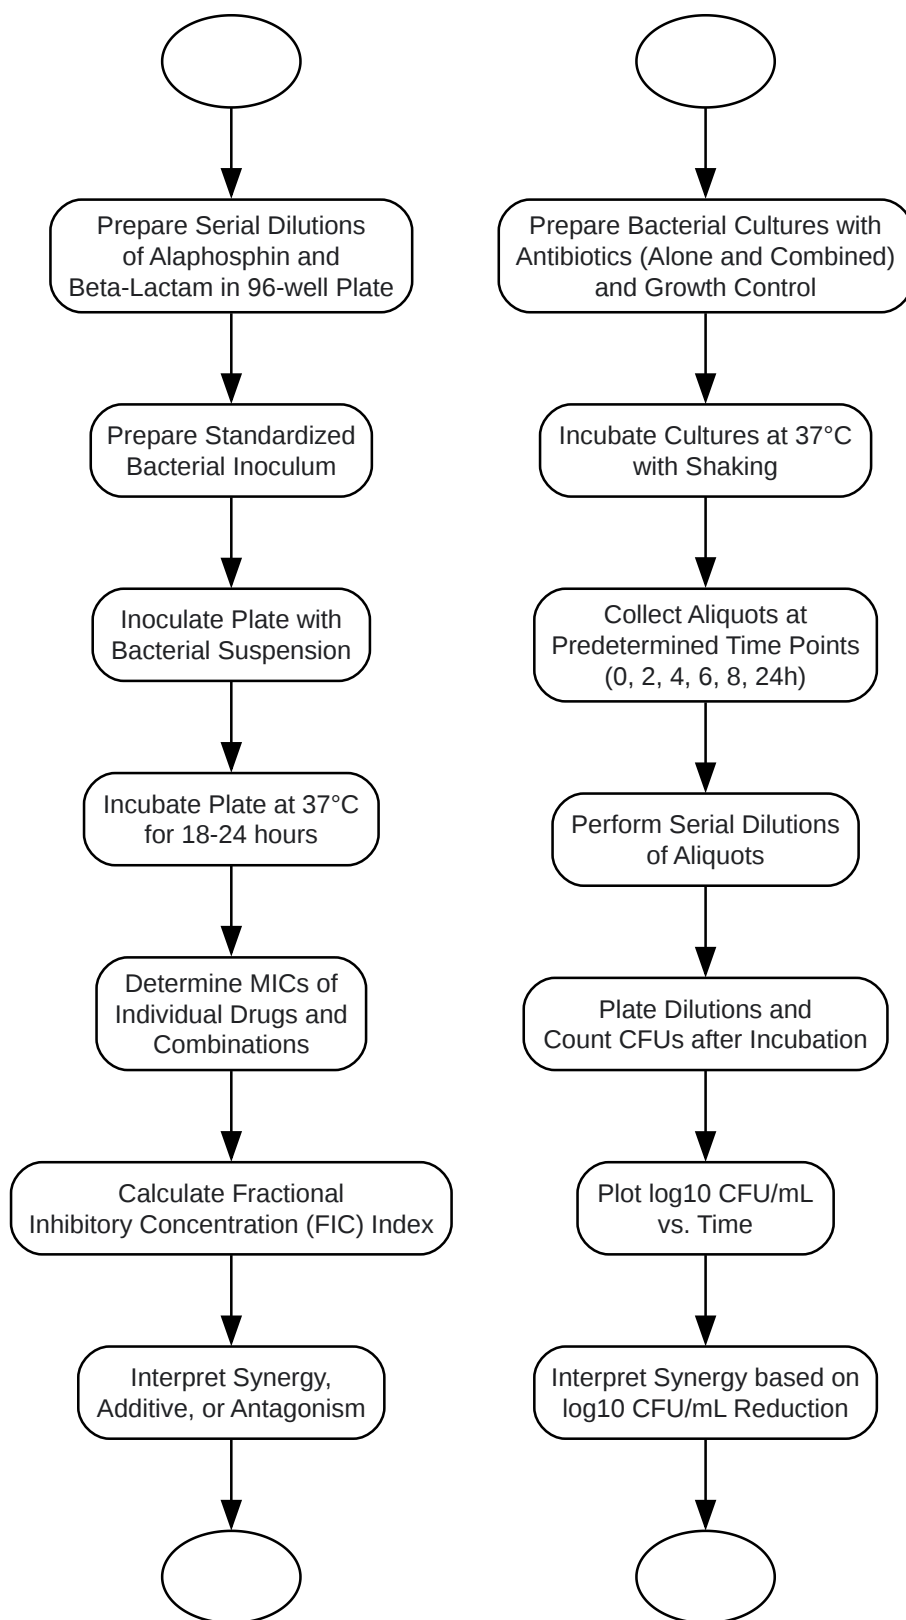 Prepare Serial Dilutions
of Alaphosphin and
Beta-Lactam in 96-well Plate
Prepare Standardized
Bacterial Inoculum
Inoculate Plate with
Bacterial Suspension
Incubate Plate at 37°C
for 18-24 hours
Determine MICs of
Individual Drugs and
Combinations
Calculate Fractional
Inhibitory Concentration (FIC) Index
Interpret Synergy,
Additive, or Antagonism
Prepare Bacterial Cultures with
Antibiotics (Alone and Combined)
and Growth Control
Incubate Cultures at 37°C
with Shaking
Collect Aliquots at
Predetermined Time Points
(0, 2, 4, 6, 8, 24h)
Perform Serial Dilutions
of Aliquots
Plate Dilutions and
Count CFUs after Incubation
Plot log10 CFU/mL
vs. Time
Interpret Synergy based on
log10 CFU/mL Reduction